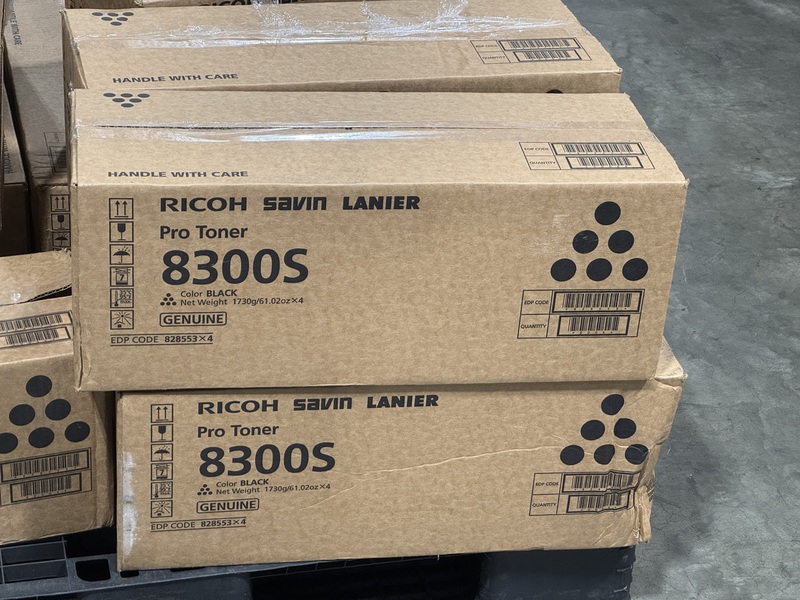 EDP CODE
HANDLE WITH CARE
HANDLE WITH CARE
EDP CODE
QUANTITY
RICOH SAVIN LANIER
Pro Toner
8300S
Color BLACK
Net Weight 1730g/61.02oz×4
GENUINE
EDP CODE 828553×4
EDP CODE
QUANTITY
RICOH SAVIN LANIER
Pro Toner
8300S
Color BLACK
Net Weight 1730g/61.02oz×4
GENUINE
EDP CODE 828553×4
EDP CODE
QUANTITY